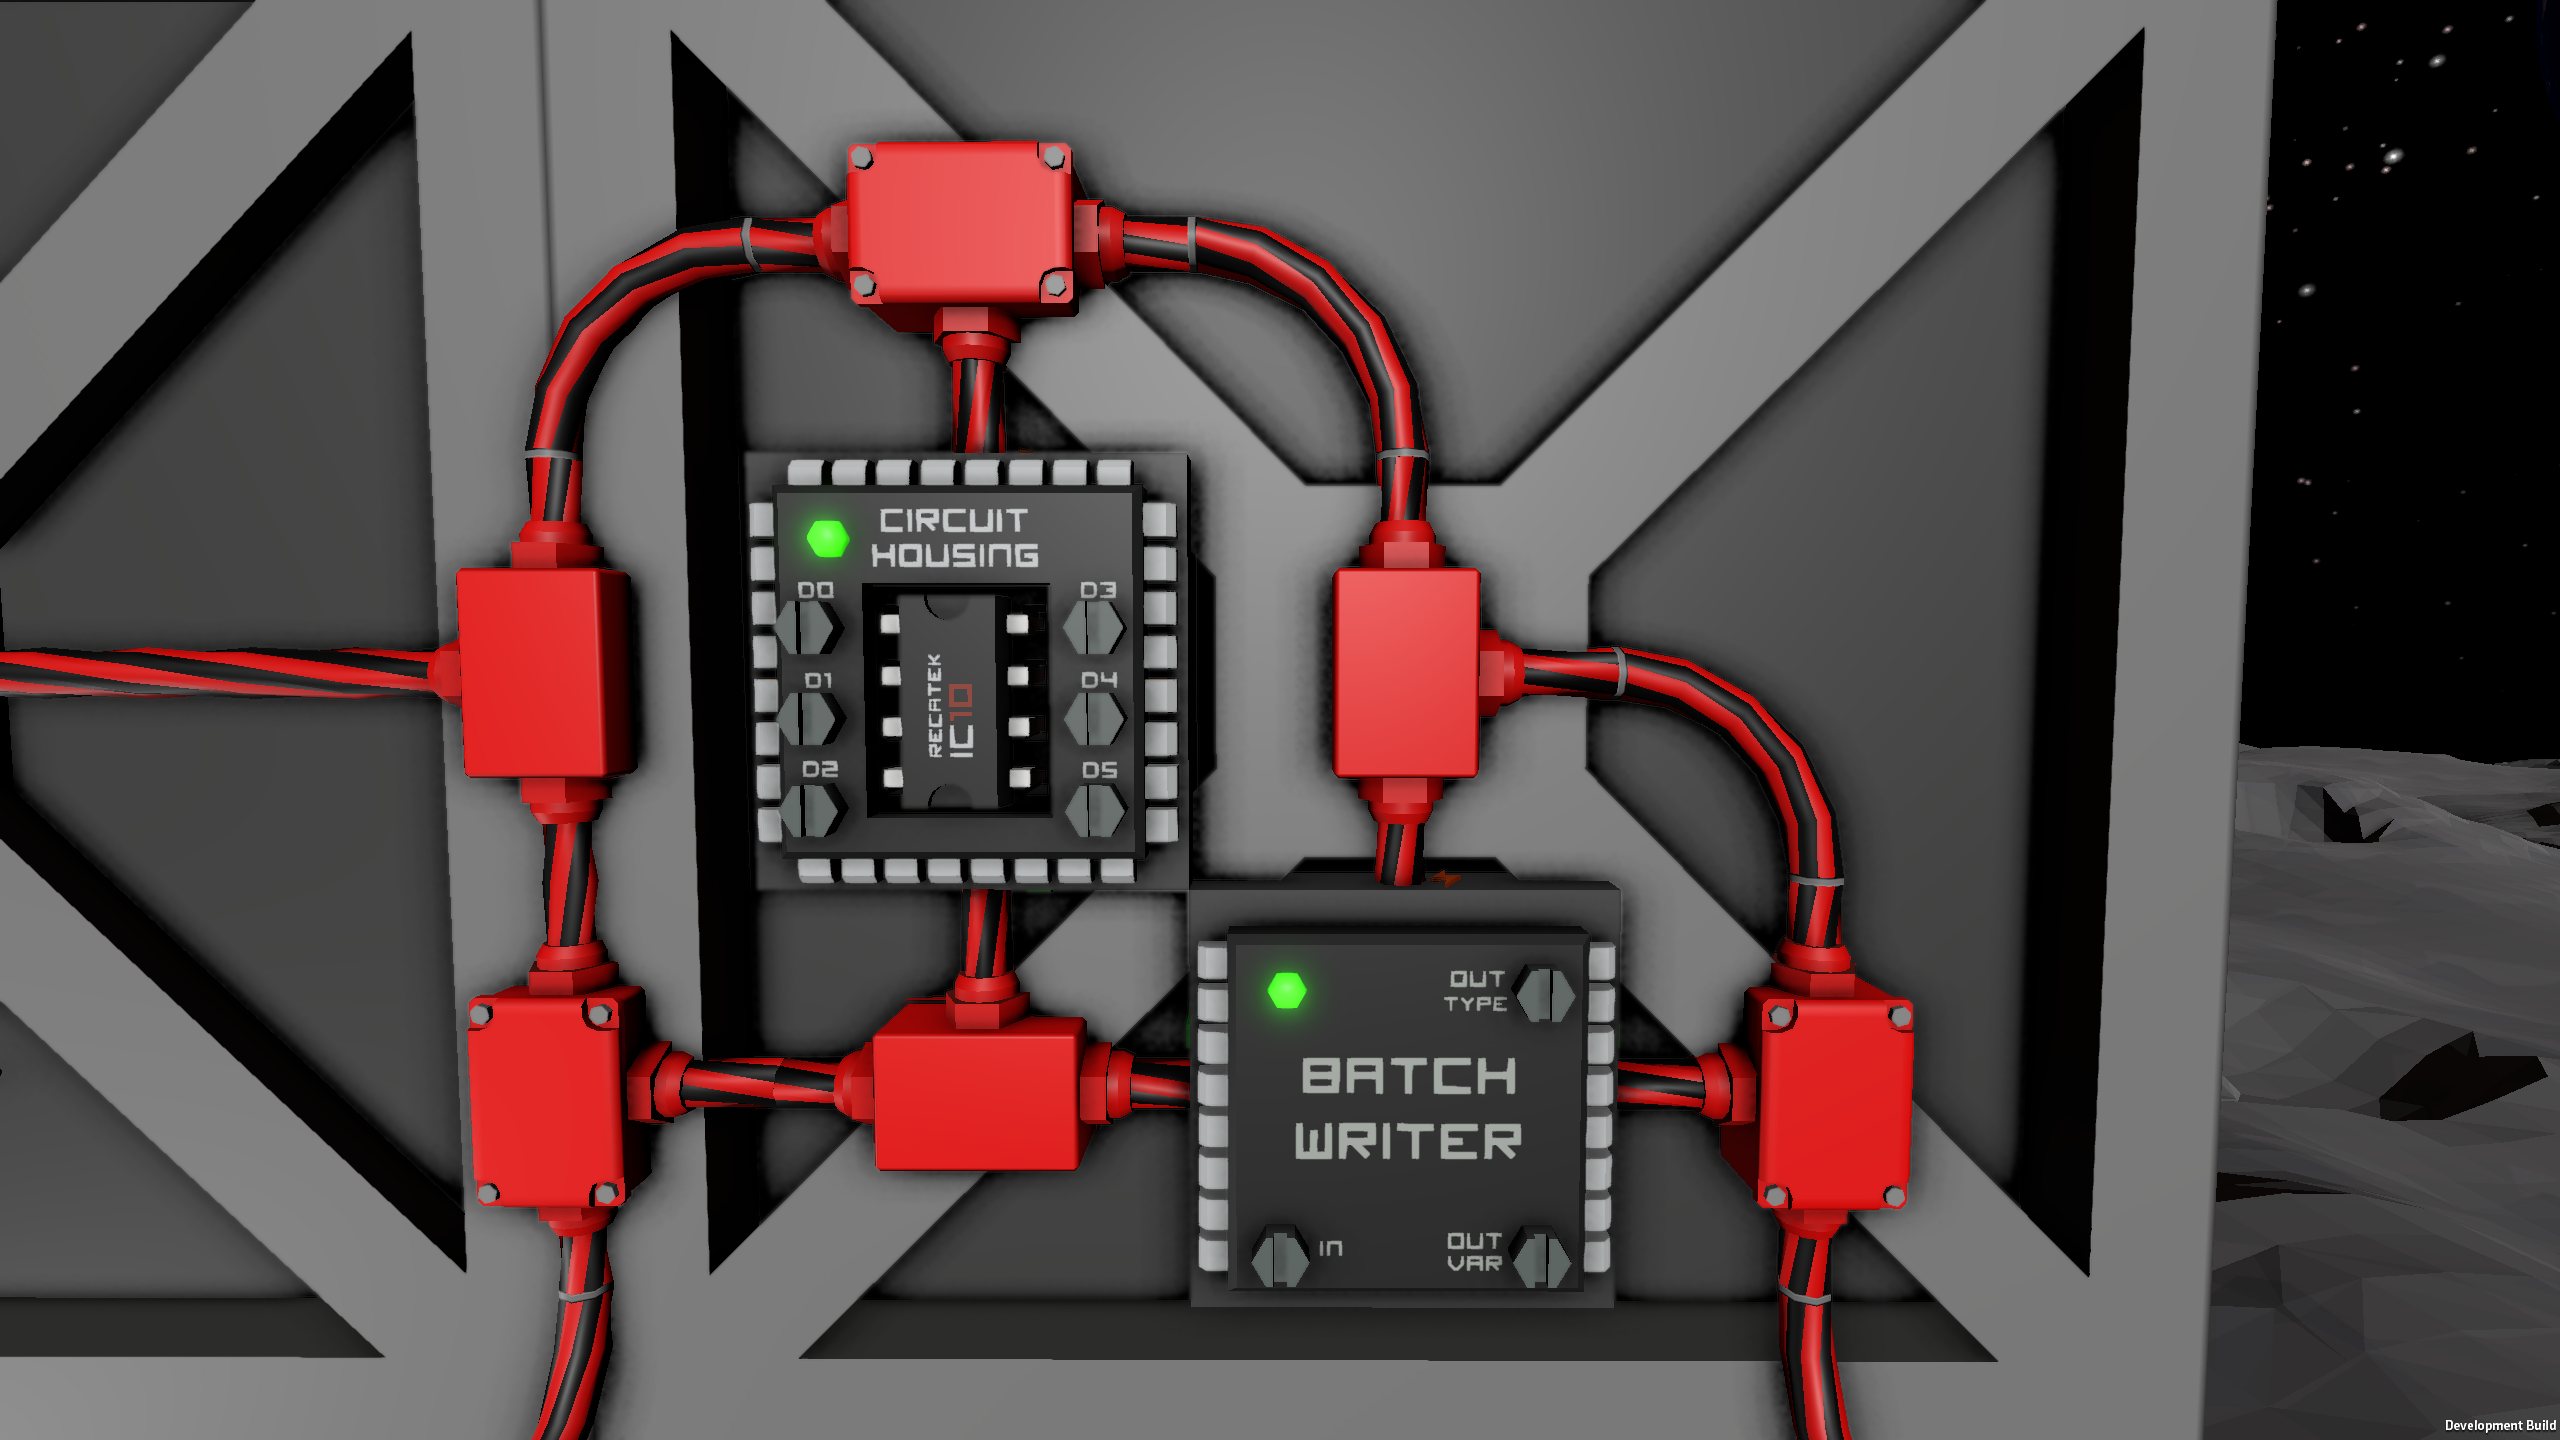 CIRCUIT
HOUSING
D0
D3
D1
D4
D2
D5
RECATEK
IC10
OUT
TYPE
BATCH
WRITER
IN
OUT
VAR
Development Build